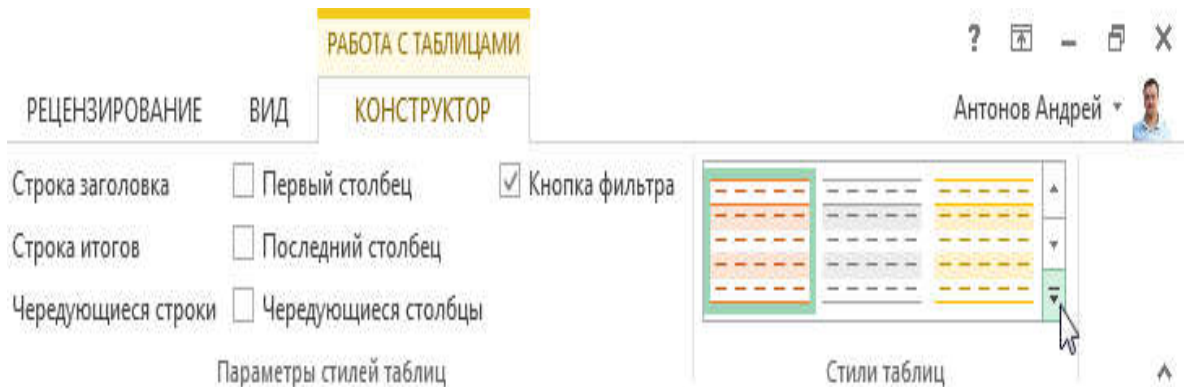 РАБОТА С ТАБЛИЦАМИ
?
РЕЦЕНЗИРОВАНИЕ ВИД КОНСТРУКТОР Антонов Андрей
Строка заголовка Первый столбец Кнопка фильтра
Строка итогов Последний столбец
Чередующиеся строки Чередующиеся столбцы
Параметры стилей таблиц Стили таблиц